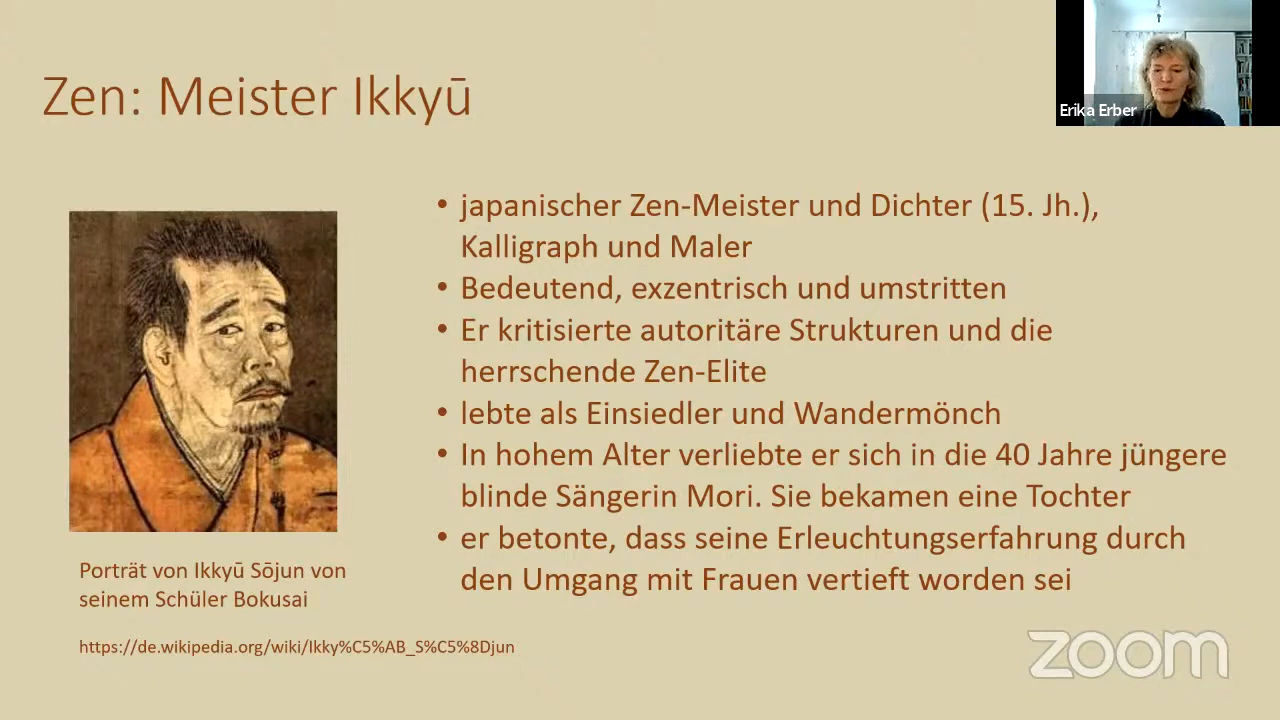 Zen: Meister Ikkyū
Erika Erber
• japanischer Zen-Meister und Dichter (15. Jh.),
Kalligraph und Maler
• Bedeutend, exzentrisch und umstritten
• Er kritisierte autoritäre Strukturen und die
herrschende Zen-Elite
• lebte als Einsiedler und Wandermönch
• In hohem Alter verliebte er sich in die 40 Jahre jüngere
blinde Sängerin Mori. Sie bekamen eine Tochter
• er betonte, dass seine Erleuchtungserfahrung durch
den Umgang mit Frauen vertieft worden sei
Porträt von Ikkyū Sōjun von
seinem Schüler Bokusai
https://de.wikipedia.org/wiki/Ikky%C5%AB_S%C5%8Djun
zoom